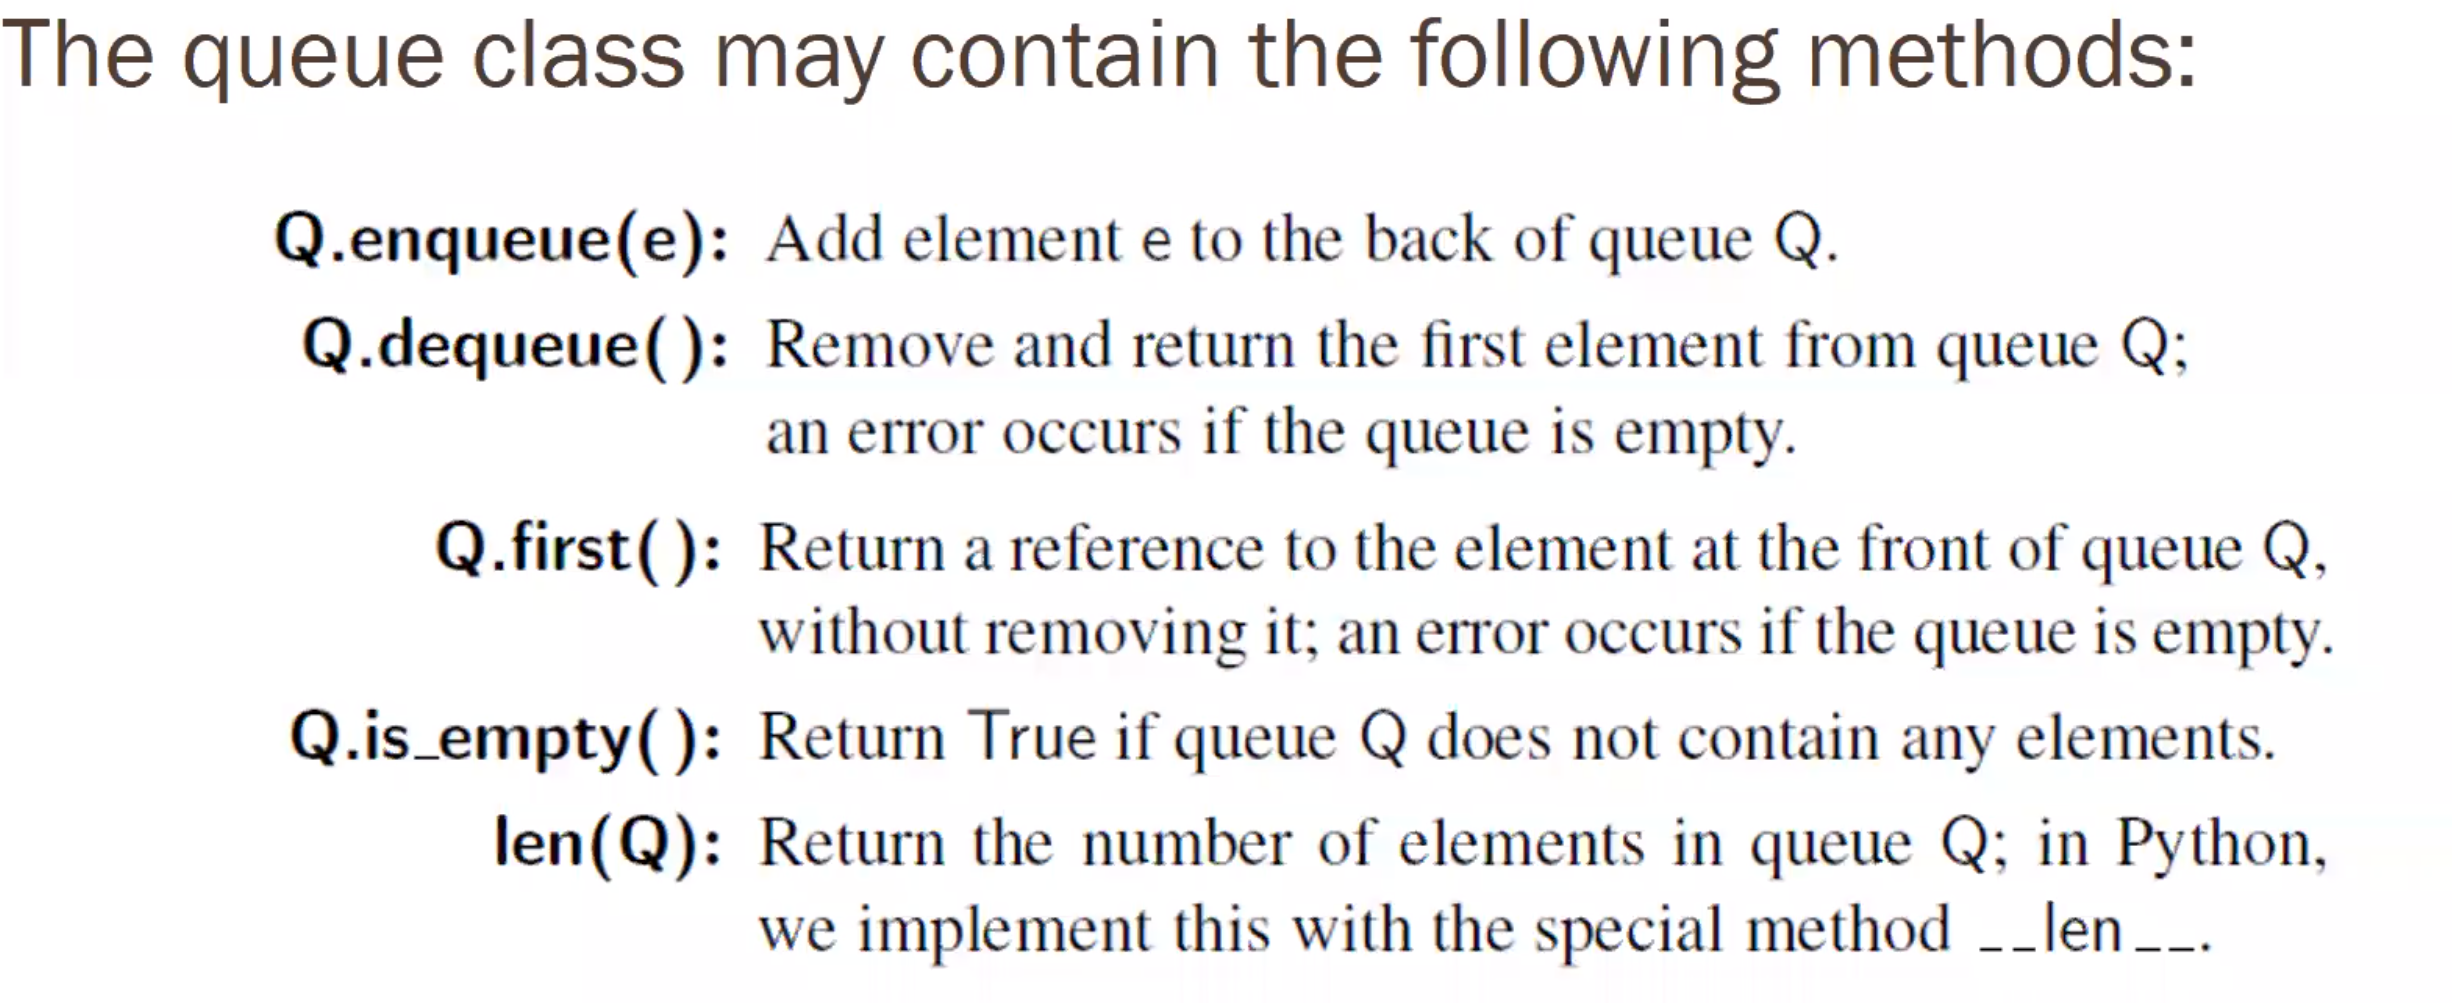 The queue class may contain the following methods:
Q.enqueue(e): Add element e to the back of queue Q.
Q.dequeue( ): Remove and return the first element from queue Q;
an error occurs if the queue is empty.
Q.first( ): Return a reference to the element at the front of queue Q,
without removing it; an error occurs if the queue is empty.
Q.is_empty( ): Return True if queue Q does not contain any elements.
len(Q): Return the number of elements in queue Q; in Python,
we implement this with the special method __len__.